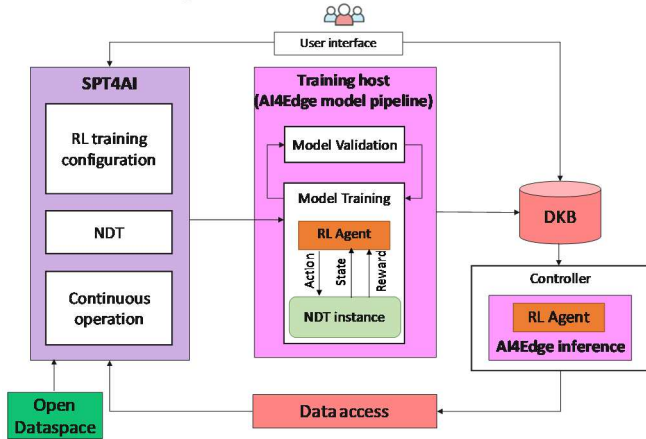 User interface
SPT4AI
RL training
configuration
NDT
Continuous
operation
Training host
(AI4Edge model pipeline)
Model Validation
Model Training
RL Agent
Action
State
Reward
NDT instance
DKB
Controller
RL Agent
AI4Edge inference
Open
Dataspace
Data access